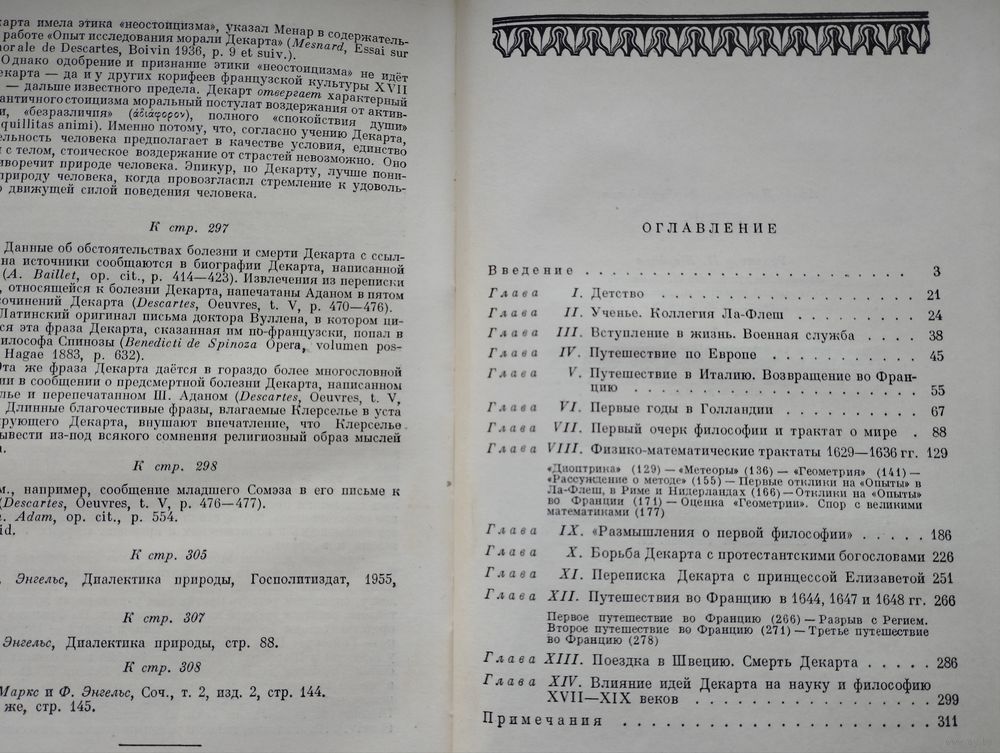 карта имела этика «неостоицизма», указал Менар в содержатель-
работе «Опыт исследования морали Декарта» (Mesnard, Essai sur
morale de Descartes, Boivin 1936, p. 9 et suiv.).
Однако одобрение и признание этики «неостоицизма» не идёт
екарта — да и у других корифеев французской культуры XVII
— дальше известного предела. Декарт отвергает характерный
античного стоицизма моральный постулат воздержания от актив-
и, «безразличия» (ἀδιάφορον), полного «спокойствия души»
quillitas animi). Именно потому, что, согласно учению Декарта,
ельность человека предполагает в качестве условия, единство
с телом, стоическое воздержание от страстей невозможно. Оно
иворечит природе человека. Эпикур, по Декарту, лучше пони-
природу человека, когда провозгласил стремление к удоволь-
движущей силой поведения человека.
К стр. 297
Данные об обстоятельствах болезни и смерти Декарта с ссыл-
на источники сообщаются в биографии Декарта, написанной
(A. Baillet, op. cit., p. 414—423). Извлечения из переписки
, относящейся к болезни Декарта, напечатаны Аданом в пятом
сочинений Декарта (Descartes, Oeuvres, t. V, p. 470—476).
Латинский оригинал письма доктора Вуллена, в котором ци-
ся эта фраза Декарта, сказанная им по-французски, попал в
философа Спинозы (Benedicti de Spinoza Opera, volumen pos-
Hagae 1883, p. 632).
Эта же фраза Декарта даётся в гораздо более многословной
ии в сообщении о предсмертной болезни Декарта, написанном
лье и перепечатанном Ш. Аданом (Descartes, Oeuvres, t. V,
Длинные благочестивые фразы, влагаемые Клерселье в уста
ирующего Декарта, внушают впечатление, что Клерселье
вывести из-под всякого сомнения религиозный образ мыслей
К стр. 298
м., например, сообщение младшего Сомэза в его письме к
(Descartes, Oeuvres, t. V, p. 476—477).
. Adam, op. cit., p. 554.
id.
К стр. 305
Энгельс, Диалектика природы, Госполитиздат, 1955,
К стр. 307
Энгельс, Диалектика природы, стр. 88.
К стр. 308
Маркс и Ф. Энгельс, Соч., т. 2, изд. 2, стр. 144.
же, стр. 145.
ОГЛАВЛЕНИЕ
Введение . . . . . . . . . . . . . . . . . . . 3
Глава I. Детство . . . . . . . . . . . . . . 21
Глава II. Ученье. Коллегия Ла-Флеш . . . . . . . 24
Глава III. Вступление в жизнь. Военная служба . . . . 38
Глава IV. Путешествие по Европе . . . . . . . . . 45
Глава V. Путешествие в Италию. Возвращение во Фран-
цию . . . . . . . . . . . . . . . . 55
Глава VI. Первые годы в Голландии . . . . . . . . 67
Глава VII. Первый очерк философии и трактат о мире . 88
Глава VIII. Физико-математические трактаты 1629—1636 гг. 129
«Диоптрика» (129) — «Метеоры» (136) — «Геометрия» (141) —
«Рассуждение о методе» (155) — Первые отклики на «Опыты» в
Ла-Флеш, в Риме и Нидерландах (166) — Отклики на «Опыты»
во Франции (171) — Оценка «Геометрии». Спор с великими
математиками (177)
Глава IX. «Размышления о первой философии» . . . . . 186
Глава X. Борьба Декарта с протестантскими богословами 226
Глава XI. Переписка Декарта с принцессой Елизаветой 251
Глава XII. Путешествия во Францию в 1644, 1647 и 1648 гг. 266
Первое путешествие во Францию (266) — Разрыв с Регием.
Второе путешествие во Францию (271) — Третье путешествие
во Францию (278)
Глава XIII. Поездка в Швецию. Смерть Декарта . . . . . 286
Глава XIV. Влияние идей Декарта на науку и философию
XVII—XIX веков . . . . . . . . . . . . . 299
Примечания . . . . . . . . . . . . . . . . . . 311